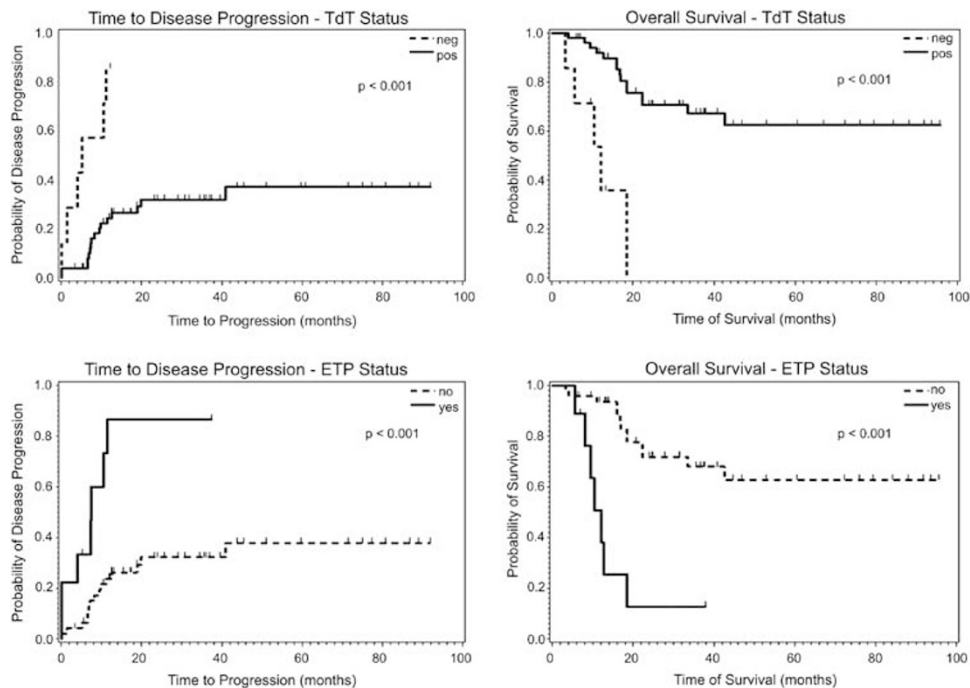 Time to Disease Progression - TdT Status
neg
pos
p < 0.001
Probability of Disease Progression
1.0
0.8
0.6
0.4
0.2
0.0
0 20 40 60 80 100
Time to Progression (months)
Overall Survival - TdT Status
neg
pos
p < 0.001
Probability of Survival
1.0
0.8
0.6
0.4
0.2
0.0
0 20 40 60 80 100
Time of Survival (months)
Time to Disease Progression - ETP Status
no
yes
p < 0.001
Probability of Disease Progression
1.0
0.8
0.6
0.4
0.2
0.0
0 20 40 60 80 100
Time to Progression (months)
Overall Survival - ETP Status
no
yes
p < 0.001
Probability of Survival
1.0
0.8
0.6
0.4
0.2
0.0
0 20 40 60 80 100
Time of Survival (months)